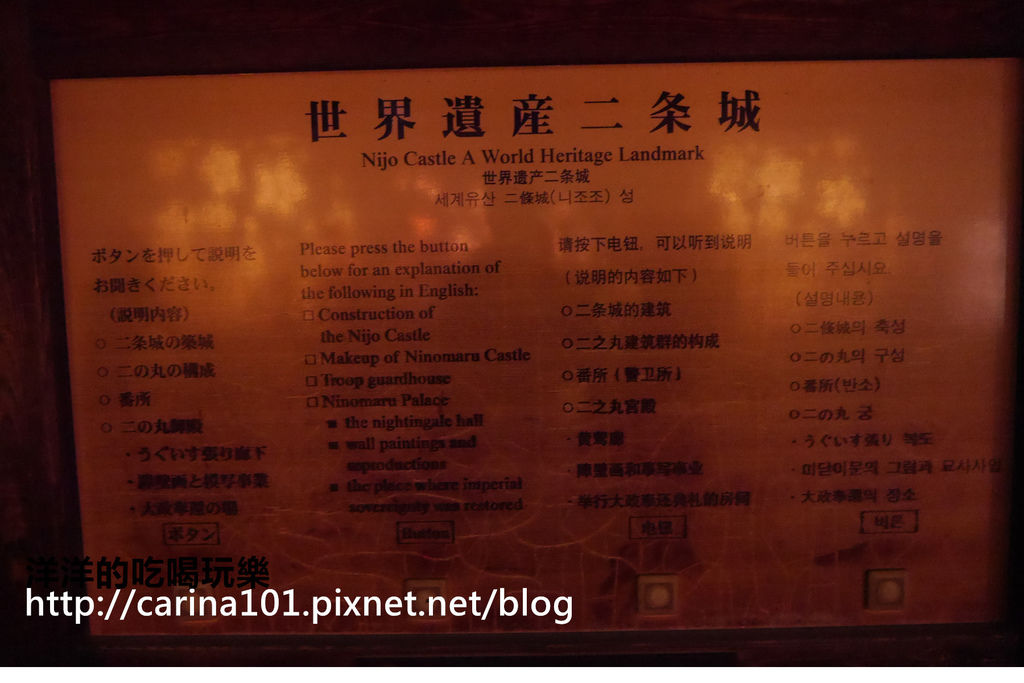 世界遺産二条城
Nijo Castle A World Heritage Landmark
世界遗产二条城
세계유산 二條城(니조조) 성
ボタンを押して説明を
お聞きください。
（説明内容）
○ 二条城の築城
○ 二の丸の構成
○ 番所
○ 二の丸御殿
・うぐいす張り廊下
・障壁画と模写事業
・大政奉還の場
ボタン
Please press the button
below for an explanation of
the following in English:
□ Construction of
the Nijo Castle
□ Makeup of Ninomaru Castle
□ Troop guardhouse
□ Ninomaru Palace
■ the nightingale hall
■ wall paintings and
reproductions
■ the place where imperial
sovereignty was restored
Button
请按下电钮，可以听到说明
（说明的内容如下）
○二条城的建筑
○二之丸建筑群的构成
○番所（警卫所）
○二之丸宫殿
·黄莺廊
·障壁画和摹写事业
·举行大政奉还典礼的房间
电钮
버튼을 누르고 설명을
들어 주십시요.
（설명내용）
○二條城의 축성
○二の丸의 구성
○番所(반소)
○二の丸 궁
·うぐいす張り 복도
·미닫이문의 그림과 묘사사업
·大政奉還의 장소
버튼
洋洋的吃喝玩樂
http://carina101.pixnet.net/blog